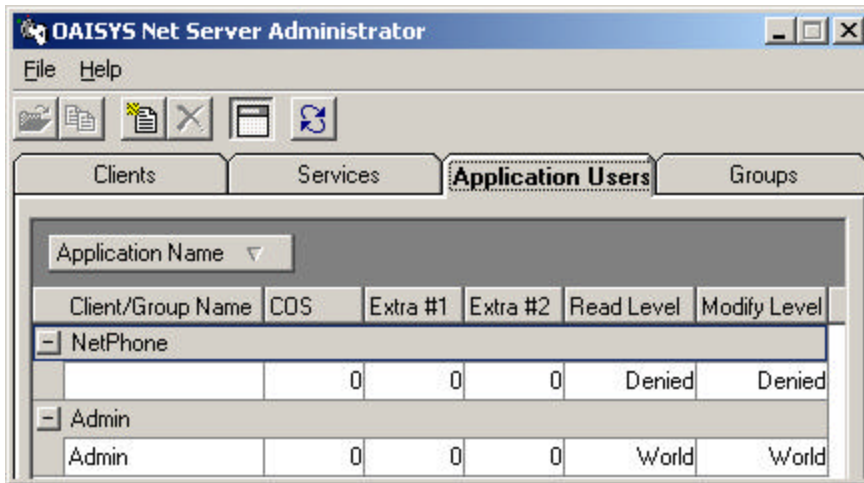 OAISYS Net Server Administrator
File Help
Clients Services Application Users Groups
Application Name
Client/Group Name COS Extra #1 Extra #2 Read Level Modify Level
NetPhone
0 0 0 Denied Denied
Admin
Admin 0 0 0 World World